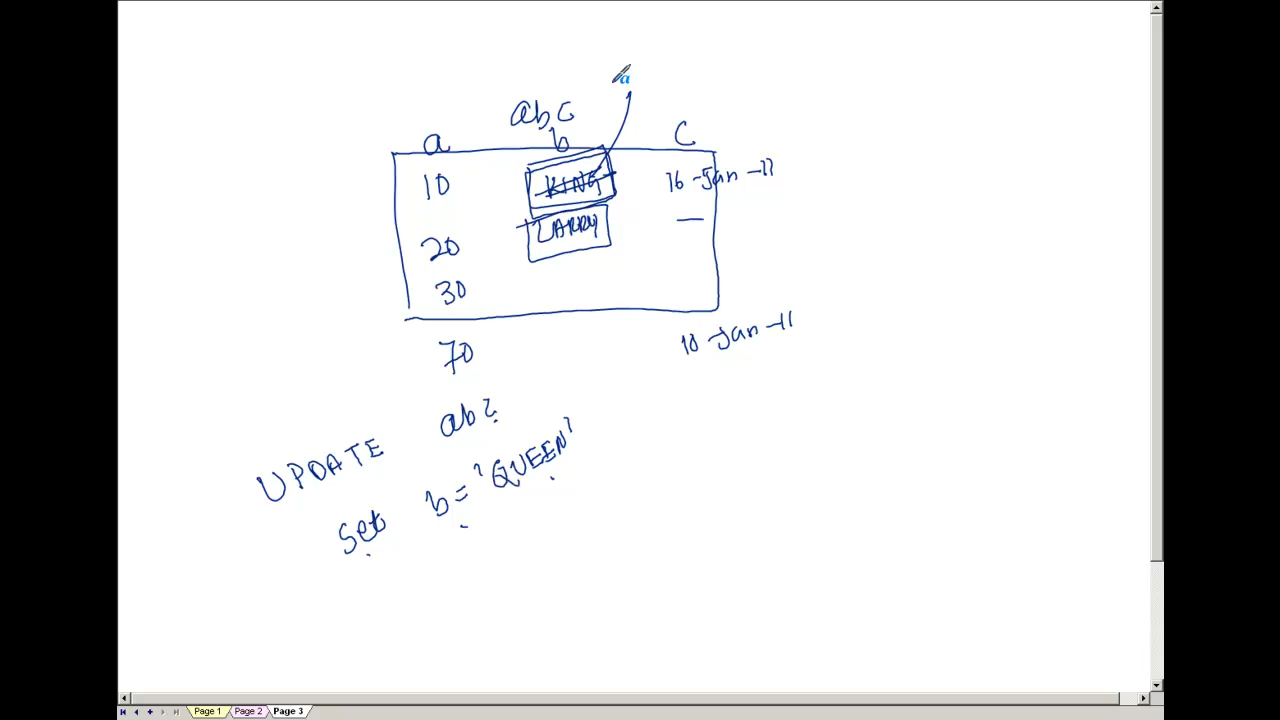 abc
a b c
10 KING 16-Jan-11
20 LARRY —
30
70 10-Jan-11
UPDATE abc
set b='QUEEN'
Page 1 Page 2 Page 3